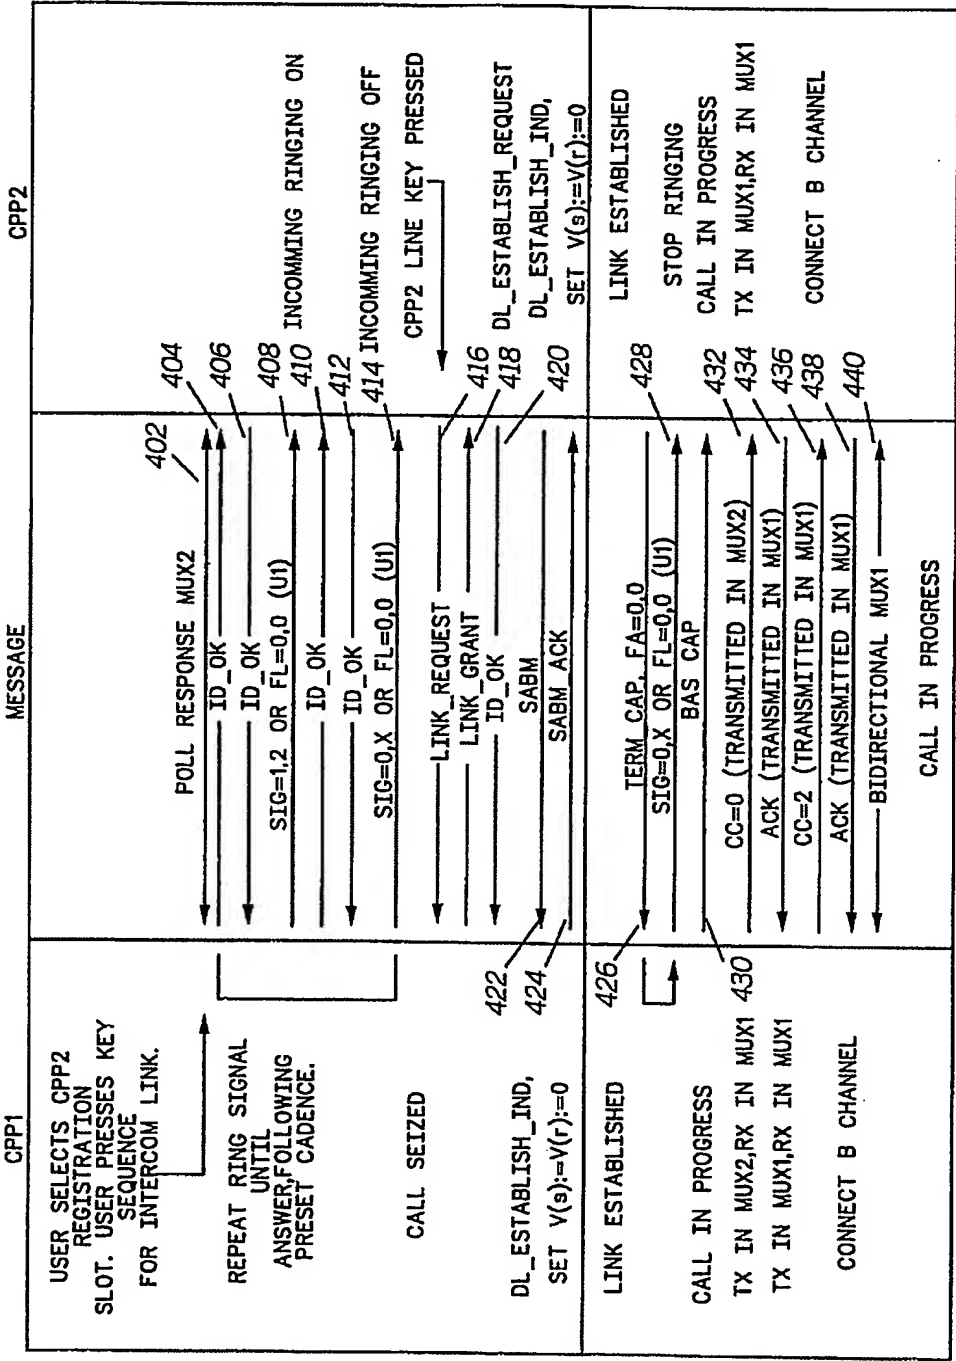 CPP1
MESSAGE
CPP2
USER SELECTS CPP2
REGISTRATION
SLOT. USER PRESSES KEY
SEQUENCE
FOR INTERCOM LINK.
REPEAT RING SIGNAL
UNTIL
ANSWER,FOLLOWING
PRESET CADENCE.
CALL SEIZED
DL_ESTABLISH_IND,
SET V(s):=V(r):=0
POLL RESPONSE MUX2
402
ID_OK
404
ID_OK
406
SIG=1,2 OR FL=0,0 (U1)
408
INCOMMING RINGING ON
ID_OK
410
ID_OK
412
SIG=0,X OR FL=0,0 (U1)
414
INCOMMING RINGING OFF
CPP2 LINE KEY PRESSED
LINK_REQUEST
416
LINK_GRANT
418
DL_ESTABLISH_REQUEST
ID_OK
420
DL_ESTABLISH_IND,
SET V(s):=V(r):=0
422
SABM
424
SABM_ACK
LINK ESTABLISHED
LINK ESTABLISHED
426
TERM CAP, FA=0,0
428
SIG=0,X OR FL=0,0 (U1)
STOP RINGING
430
BAS CAP
CALL IN PROGRESS
CALL IN PROGRESS
TX IN MUX2,RX IN MUX1
CC=0 (TRANSMITTED IN MUX2)
432
TX IN MUX1,RX IN MUX1
TX IN MUX1,RX IN MUX1
ACK (TRANSMITTED IN MUX1)
434
CC=2 (TRANSMITTED IN MUX1)
436
ACK (TRANSMITTED IN MUX1)
438
CONNECT B CHANNEL
CONNECT B CHANNEL
BIDIRECTIONAL MUX1
440
CALL IN PROGRESS